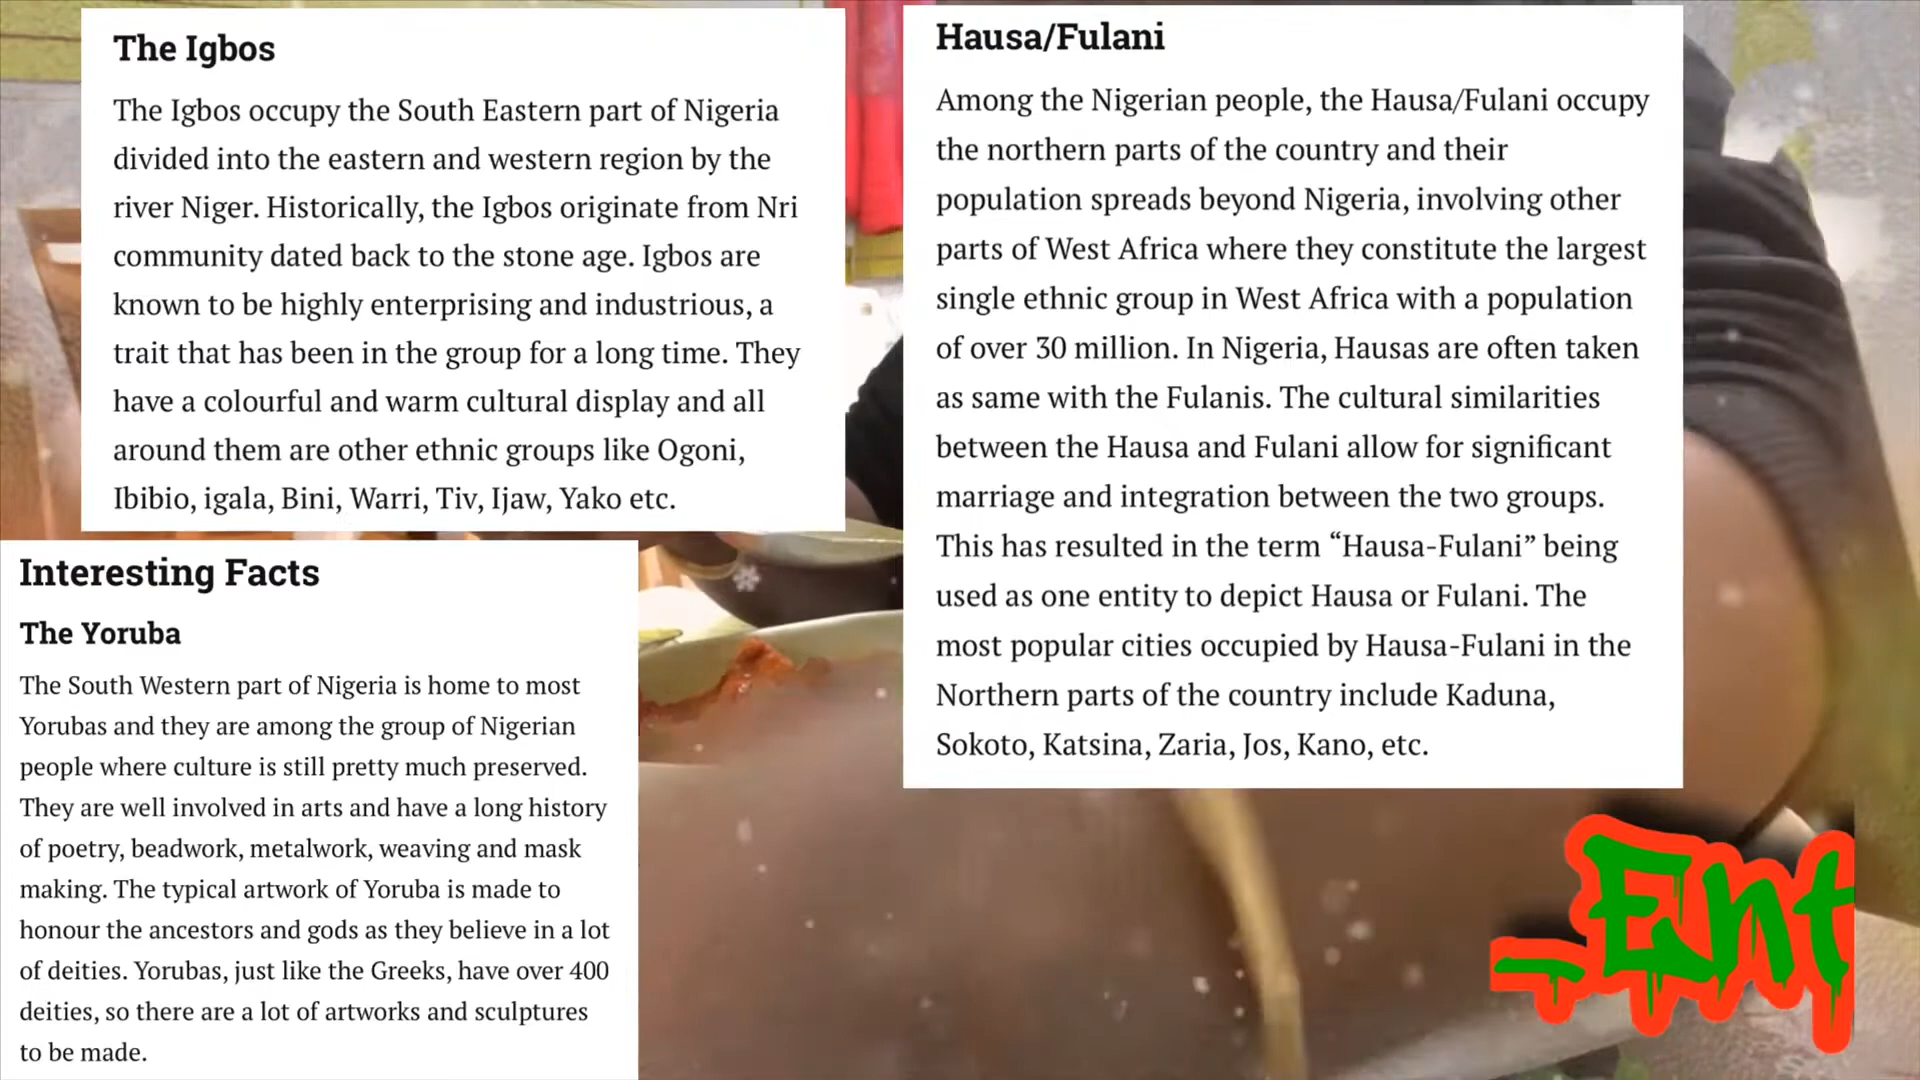 The Igbos
The Igbos occupy the South Eastern part of Nigeria
divided into the eastern and western region by the
river Niger. Historically, the Igbos originate from Nri
community dated back to the stone age. Igbos are
known to be highly enterprising and industrious, a
trait that has been in the group for a long time. They
have a colourful and warm cultural display and all
around them are other ethnic groups like Ogoni,
Ibibio, igala, Bini, Warri, Tiv, Ijaw, Yako etc.
Interesting Facts
The Yoruba
The South Western part of Nigeria is home to most
Yorubas and they are among the group of Nigerian
people where culture is still pretty much preserved.
They are well involved in arts and have a long history
of poetry, beadwork, metalwork, weaving and mask
making. The typical artwork of Yoruba is made to
honour the ancestors and gods as they believe in a lot
of deities. Yorubas, just like the Greeks, have over 400
deities, so there are a lot of artworks and sculptures
to be made.
Hausa/Fulani
Among the Nigerian people, the Hausa/Fulani occupy
the northern parts of the country and their
population spreads beyond Nigeria, involving other
parts of West Africa where they constitute the largest
single ethnic group in West Africa with a population
of over 30 million. In Nigeria, Hausas are often taken
as same with the Fulanis. The cultural similarities
between the Hausa and Fulani allow for significant
marriage and integration between the two groups.
This has resulted in the term “Hausa-Fulani” being
used as one entity to depict Hausa or Fulani. The
most popular cities occupied by Hausa-Fulani in the
Northern parts of the country include Kaduna,
Sokoto, Katsina, Zaria, Jos, Kano, etc.
_Ent